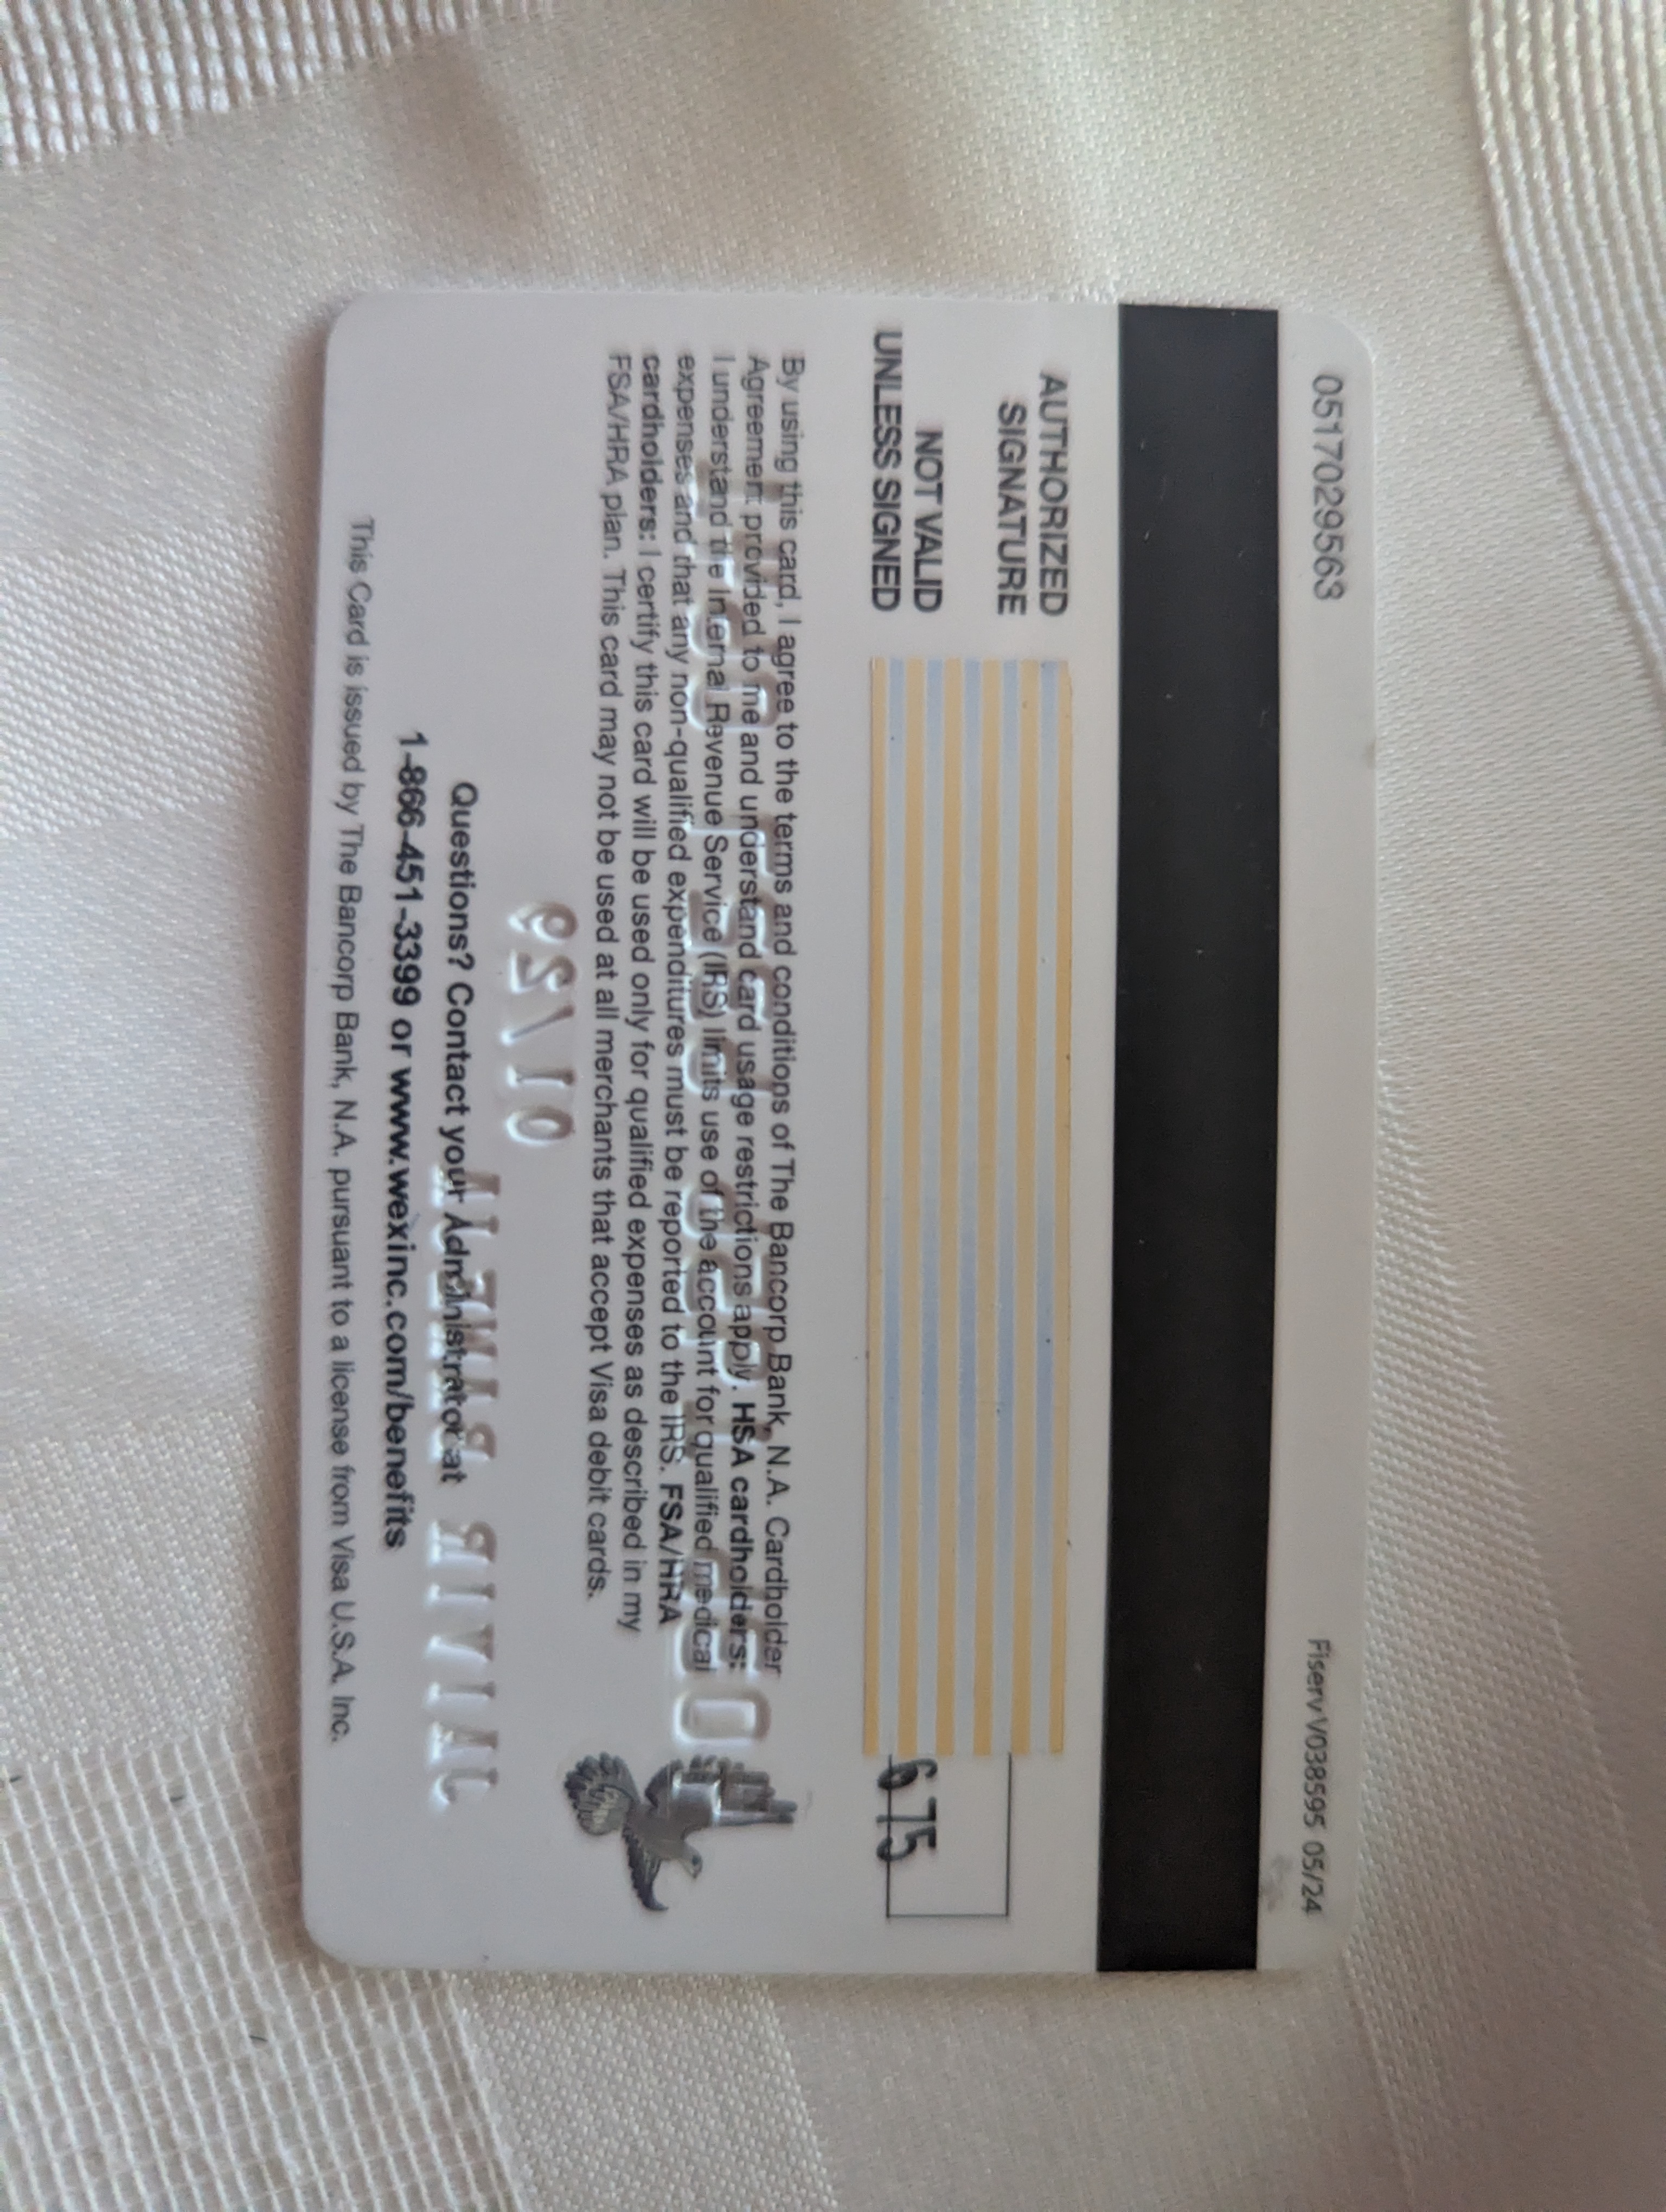 0517029563
Fiserv V038595 05/24
AUTHORIZED
SIGNATURE
NOT VALID
UNLESS SIGNED
675
By using this card, I agree to the terms and conditions of The Bancorp Bank, N.A. Cardholder
Agreement provided to me and understand card usage restrictions apply. HSA cardholders:
I understand the Internal Revenue Service (IRS) limits use of the account for qualified medical
expenses and that any non-qualified expenditures must be reported to the IRS. FSA/HRA
cardholders: I certify this card will be used only for qualified expenses as described in my
FSA/HRA plan. This card may not be used at all merchants that accept Visa debit cards.
01/29
Questions? Contact your Administrator at
1-866-451-3399 or www.wexinc.com/benefits
This Card is issued by The Bancorp Bank, N.A. pursuant to a license from Visa U.S.A. Inc.